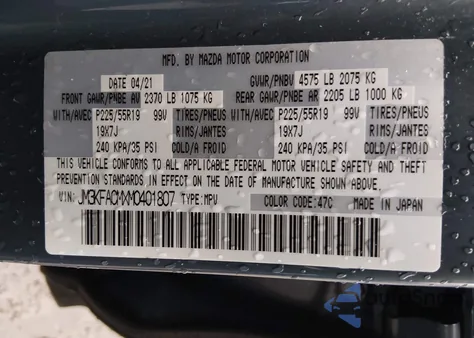 MFD. BY MAZDA MOTOR CORPORATION
DATE 04/21 GVWR/PNBV 4575 LB 2075 KG
FRONT GAWR/PNBE AV 2370 LB 1075 KG REAR GAWR/PNBE AR 2205 LB 1000 KG
WITH/AVEC P225/55R19 99V TIRES/PNEUS WITH/AVEC P225/55R19 99V TIRES/PNEUS
19X7J RIMS/JANTES 19X7J RIMS/JANTES
240 KPA/35 PSI COLD/A FROID 240 KPA/35 PSI COLD/A FROID
THIS VEHICLE CONFORMS TO ALL APPLICABLE FEDERAL MOTOR VEHICLE SAFETY AND THEFT
PREVENTION STANDARDS IN EFFECT ON THE DATE OF MANUFACTURE SHOWN ABOVE.
VIN: JM3KFACMXM0401807 TYPE:MPV COLOR CODE:47C MADE IN JAPAN